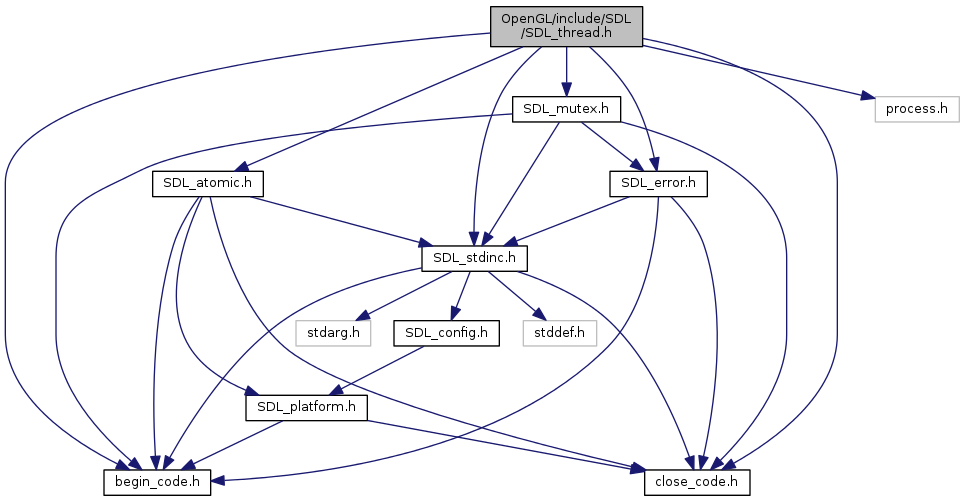 OpenGL/include/SDL
/SDL_thread.h
SDL_mutex.h
process.h
SDL_atomic.h
SDL_error.h
SDL_stdinc.h
stdarg.h
SDL_config.h
stddef.h
SDL_platform.h
begin_code.h
close_code.h